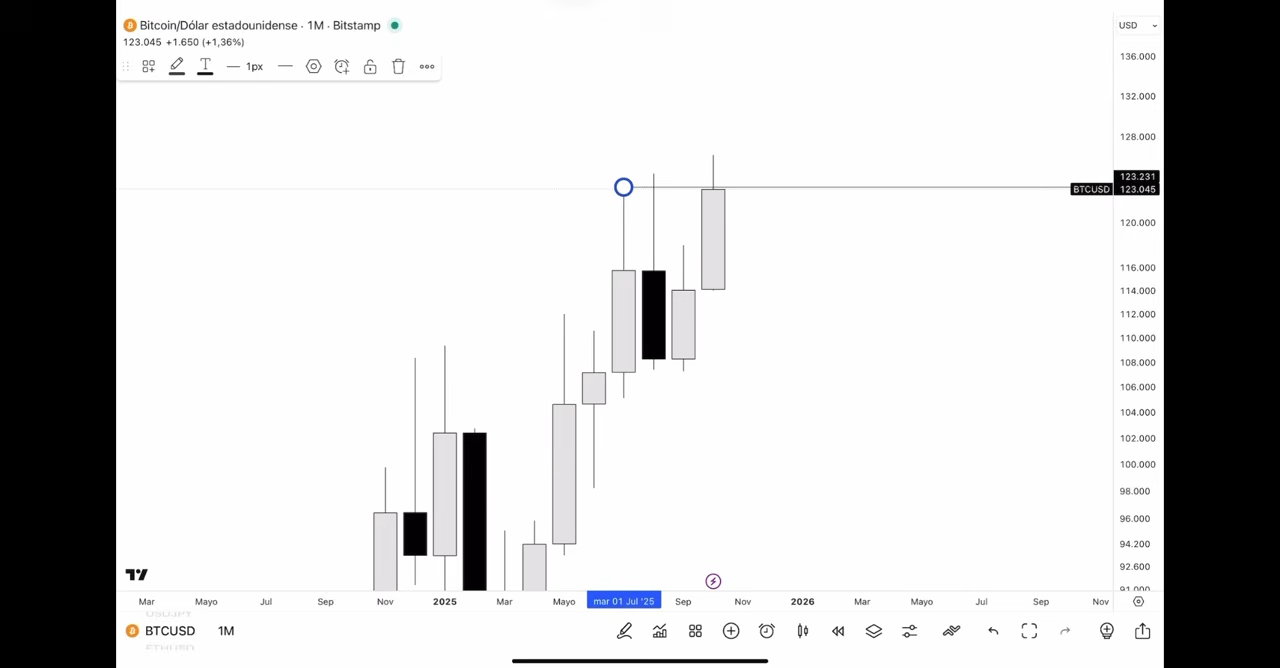 Bitcoin/Dólar estadounidense · 1M · Bitstamp
123.045 +1.650 (+1,36%)
T 1px
USD
136.000
132.000
128.000
123.231
BTCUSD 123.045
120.000
116.000
114.000
112.000
110.000
108.000
106.000
104.000
102.000
100.000
98.000
96.000
94.200
92.600
91.000
Mar Mayo Jul Sep Nov 2025 Mar Mayo mar 01 Jul '25 Sep Nov 2026 Mar Mayo Jul Sep Nov
BTCUSD 1M